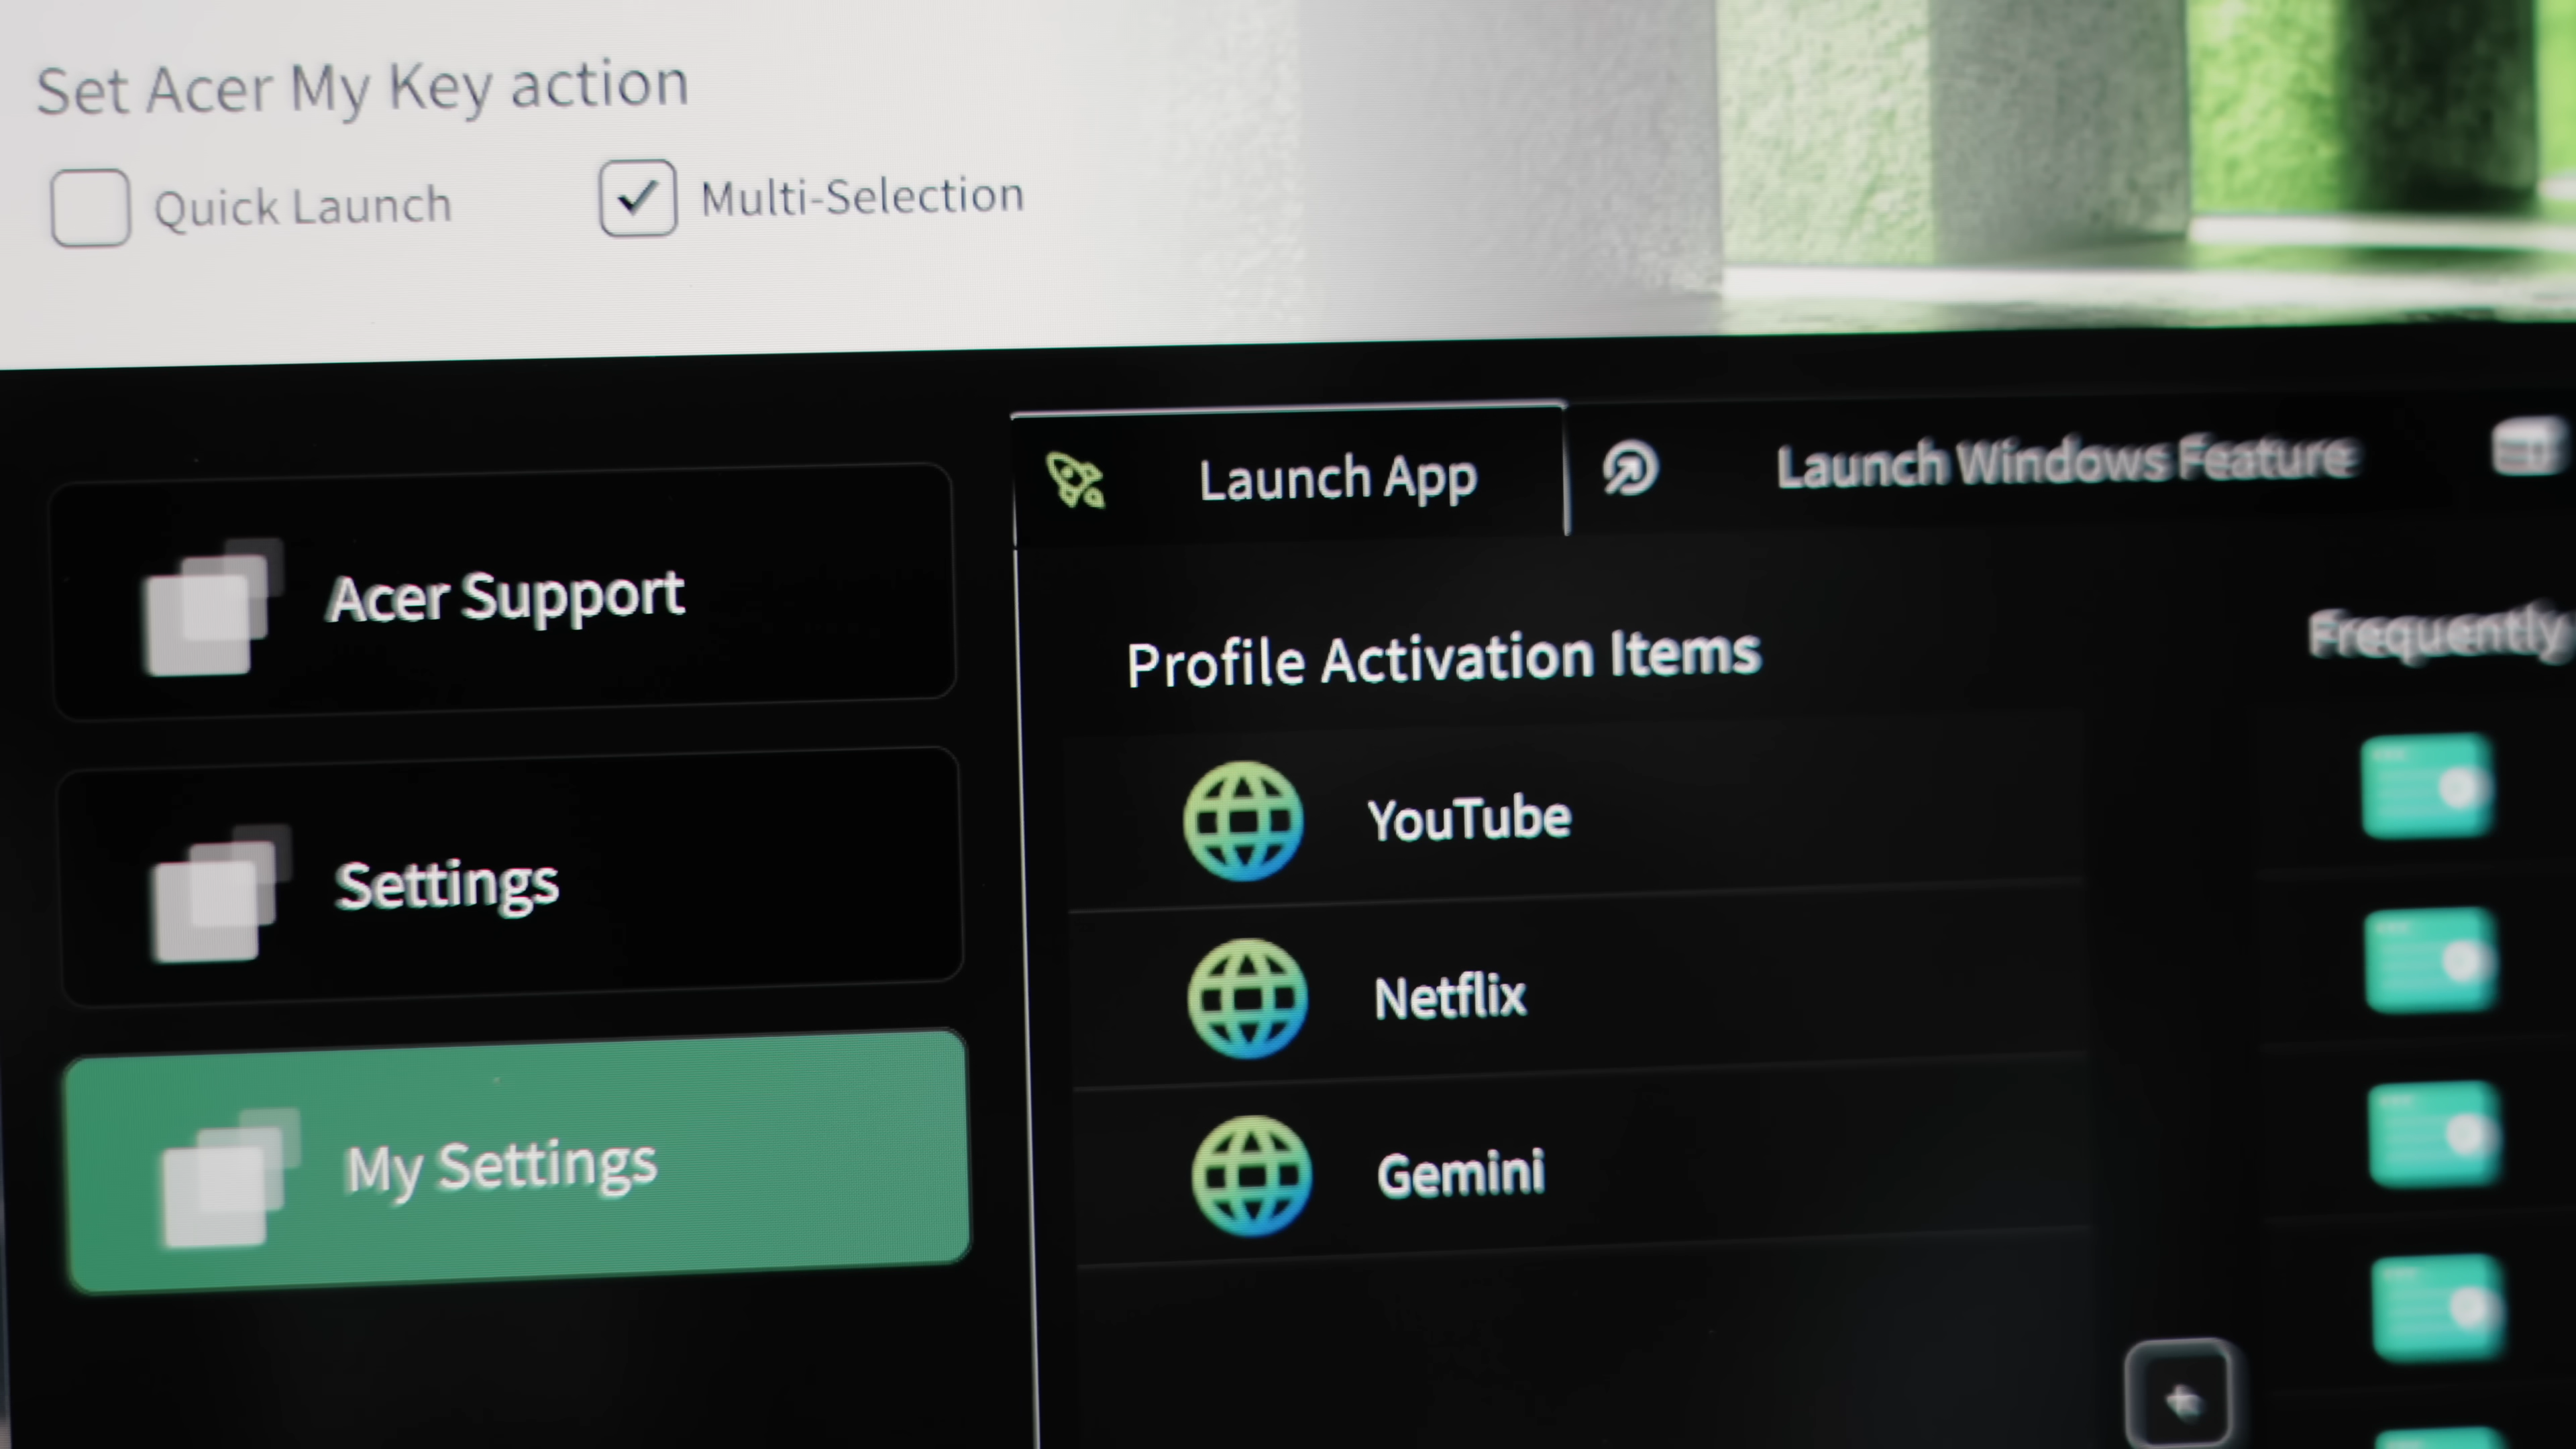 Set Acer My Key action
Quick Launch
Multi-Selection
Launch App
Launch Windows Feature
Acer Support
Settings
My Settings
Profile Activation Items
YouTube
Netflix
Gemini
Frequently